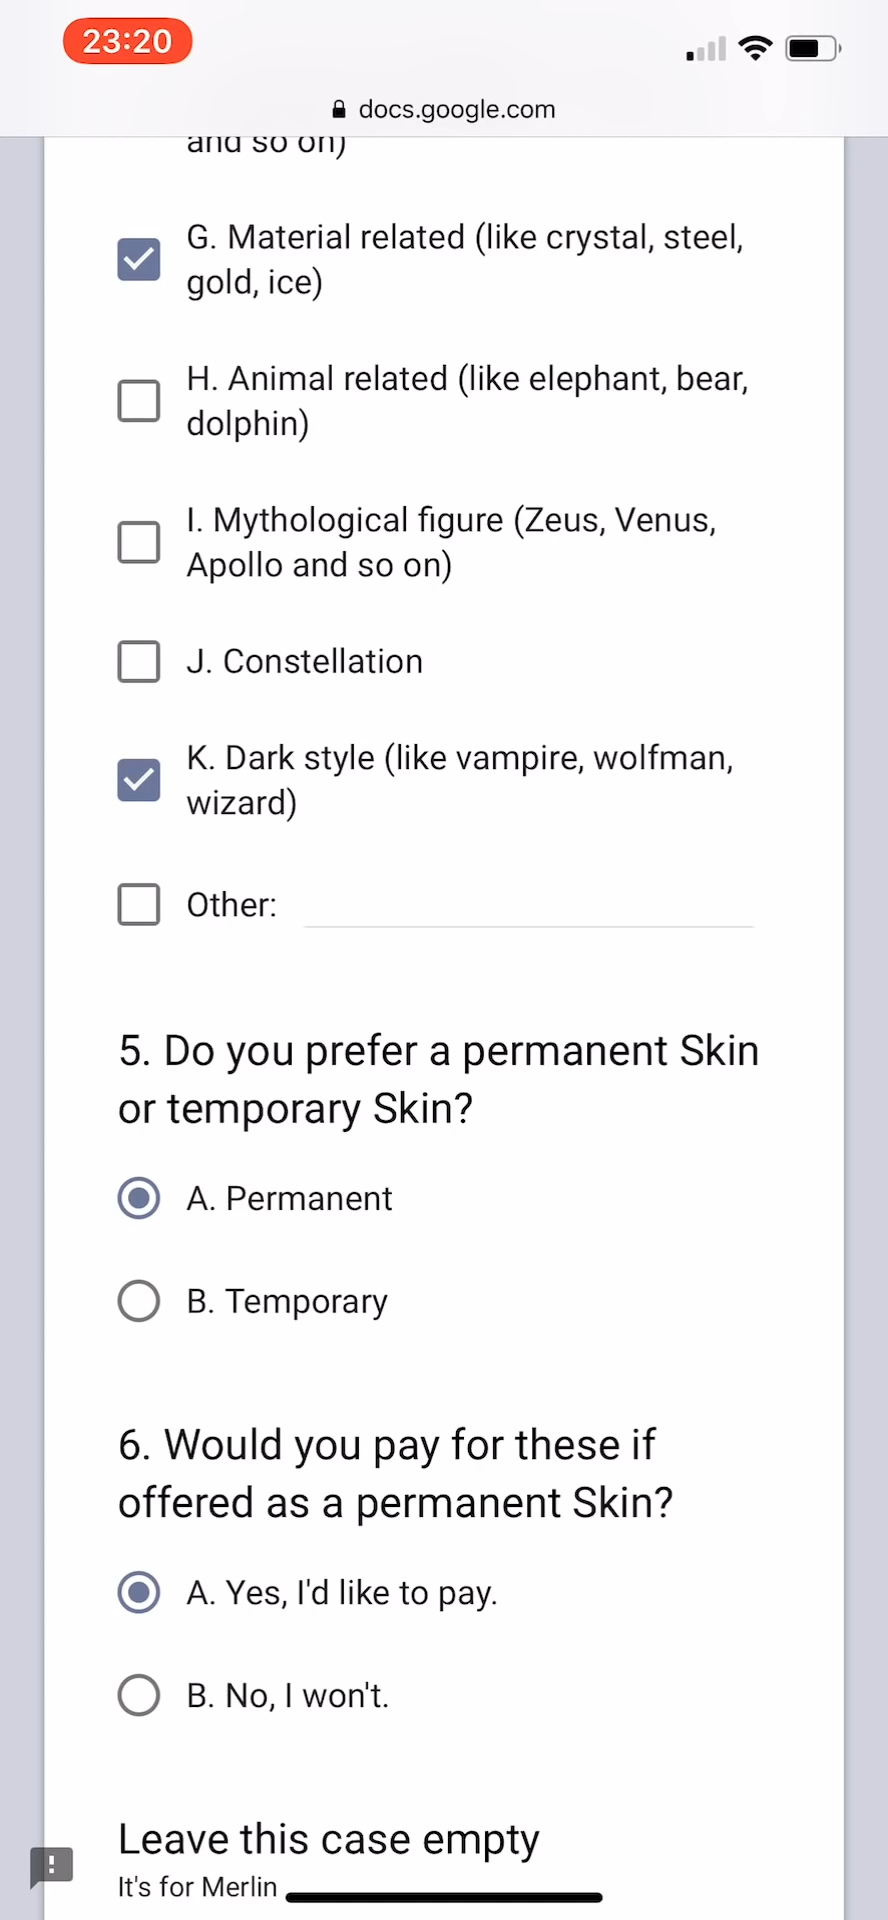 23:20
docs.google.com
and so on)
G. Material related (like crystal, steel,
gold, ice)
H. Animal related (like elephant, bear,
dolphin)
I. Mythological figure (Zeus, Venus,
Apollo and so on)
J. Constellation
K. Dark style (like vampire, wolfman,
wizard)
Other:
5. Do you prefer a permanent Skin
or temporary Skin?
A. Permanent
B. Temporary
6. Would you pay for these if
offered as a permanent Skin?
A. Yes, I'd like to pay.
B. No, I won't.
Leave this case empty
It's for Merlin